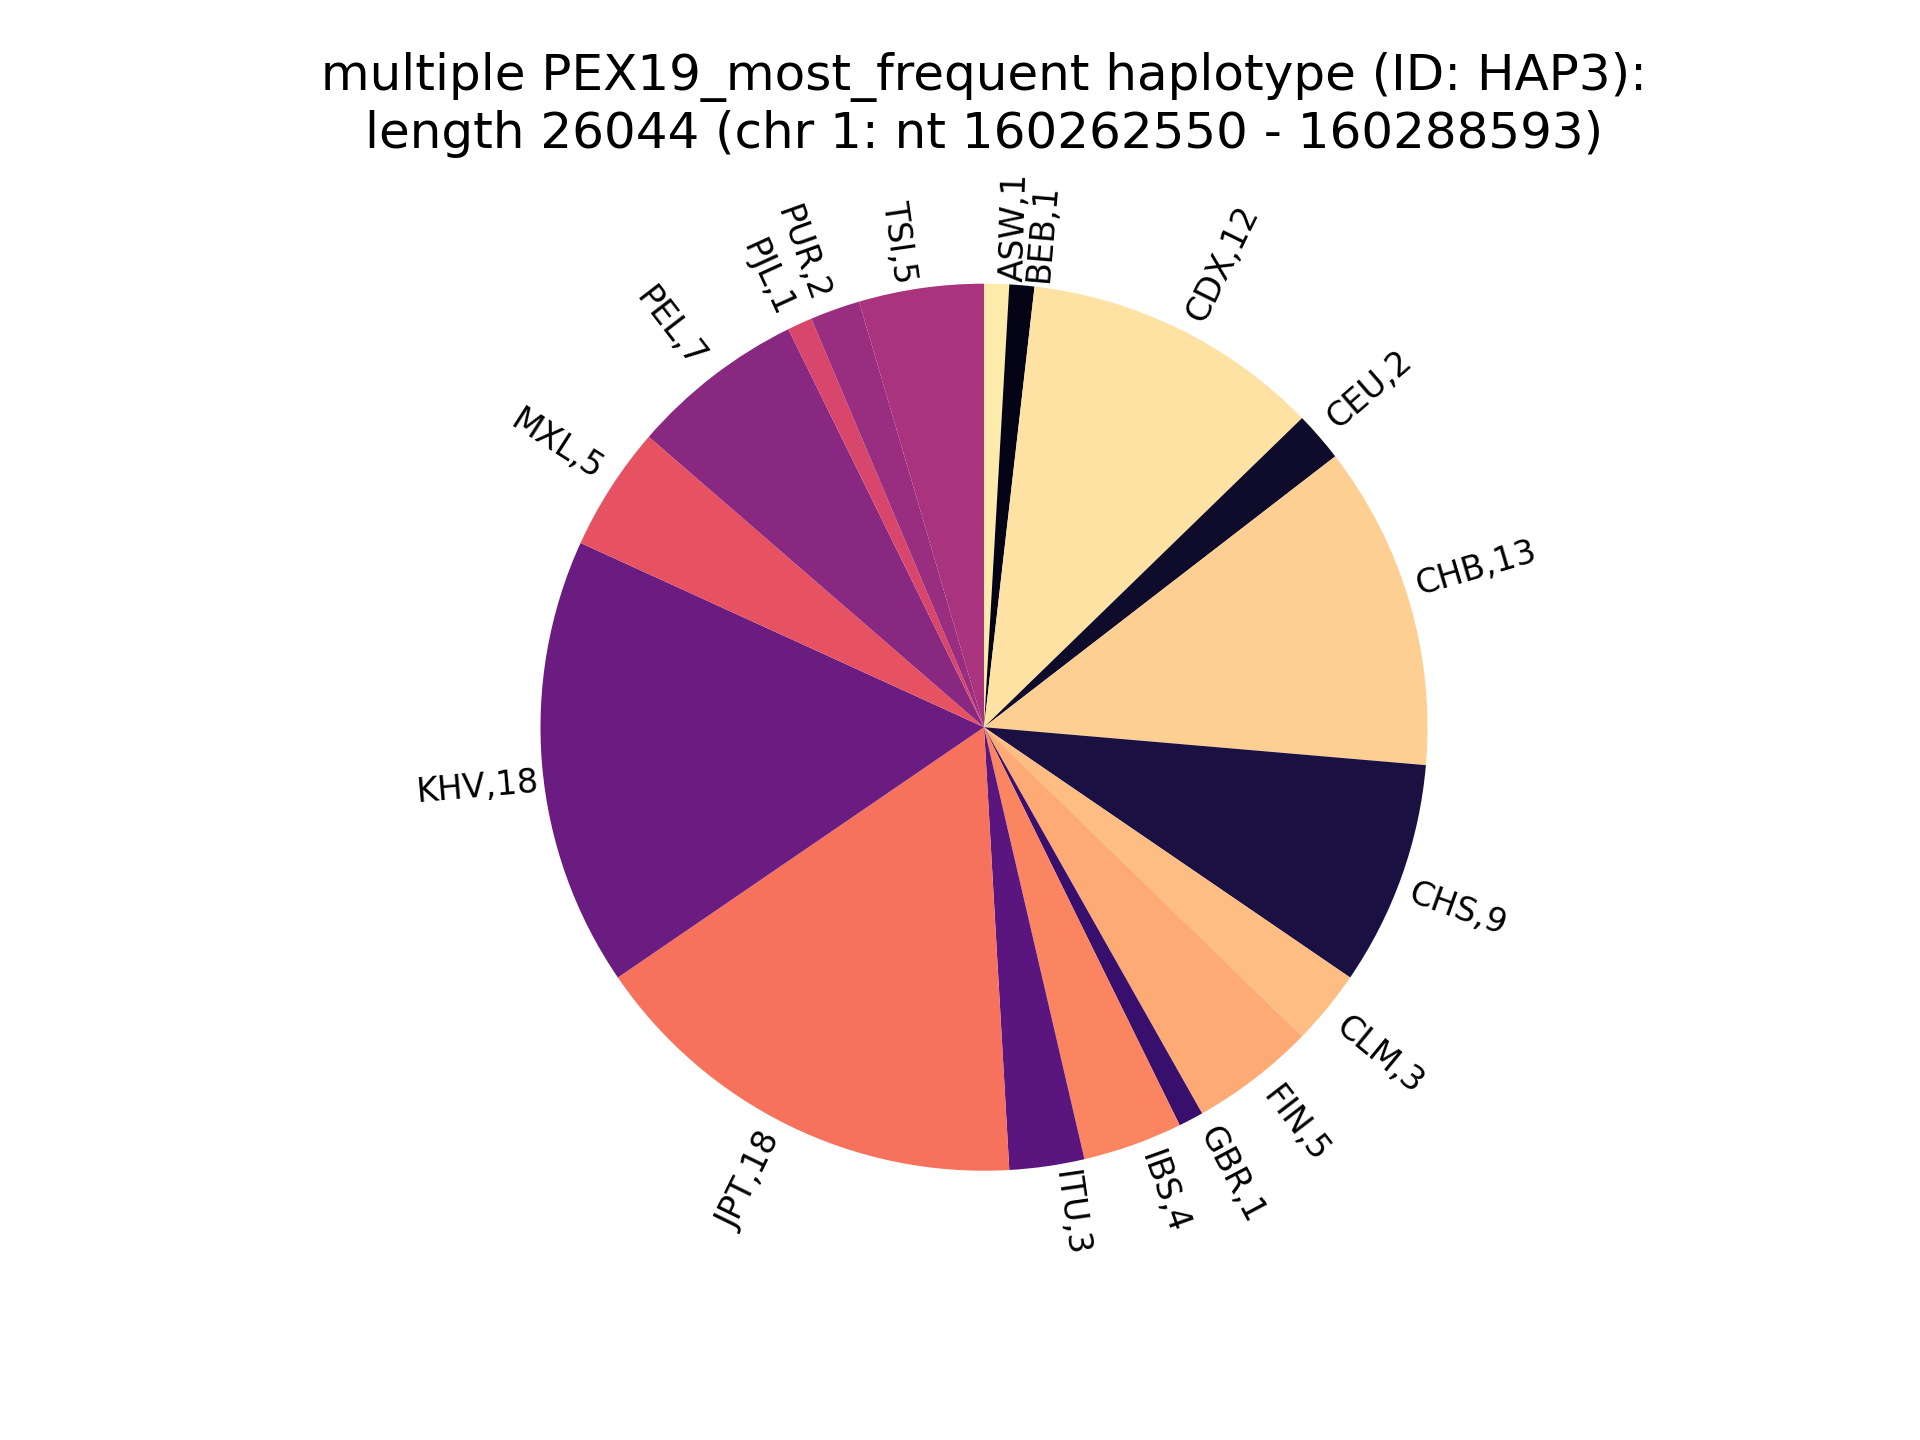 multiple PEX19_most_frequent haplotype (ID: HAP3):
length 26044 (chr 1: nt 160262550 - 160288593)
ASW,1
BEB,1
CDX,12
CEU,2
CHB,13
CHS,9
CLM,3
FIN,5
GBR,1
IBS,4
ITU,3
JPT,18
KHV,18
MXL,5
PEL,7
PJL,1
PUR,2
TSI,5